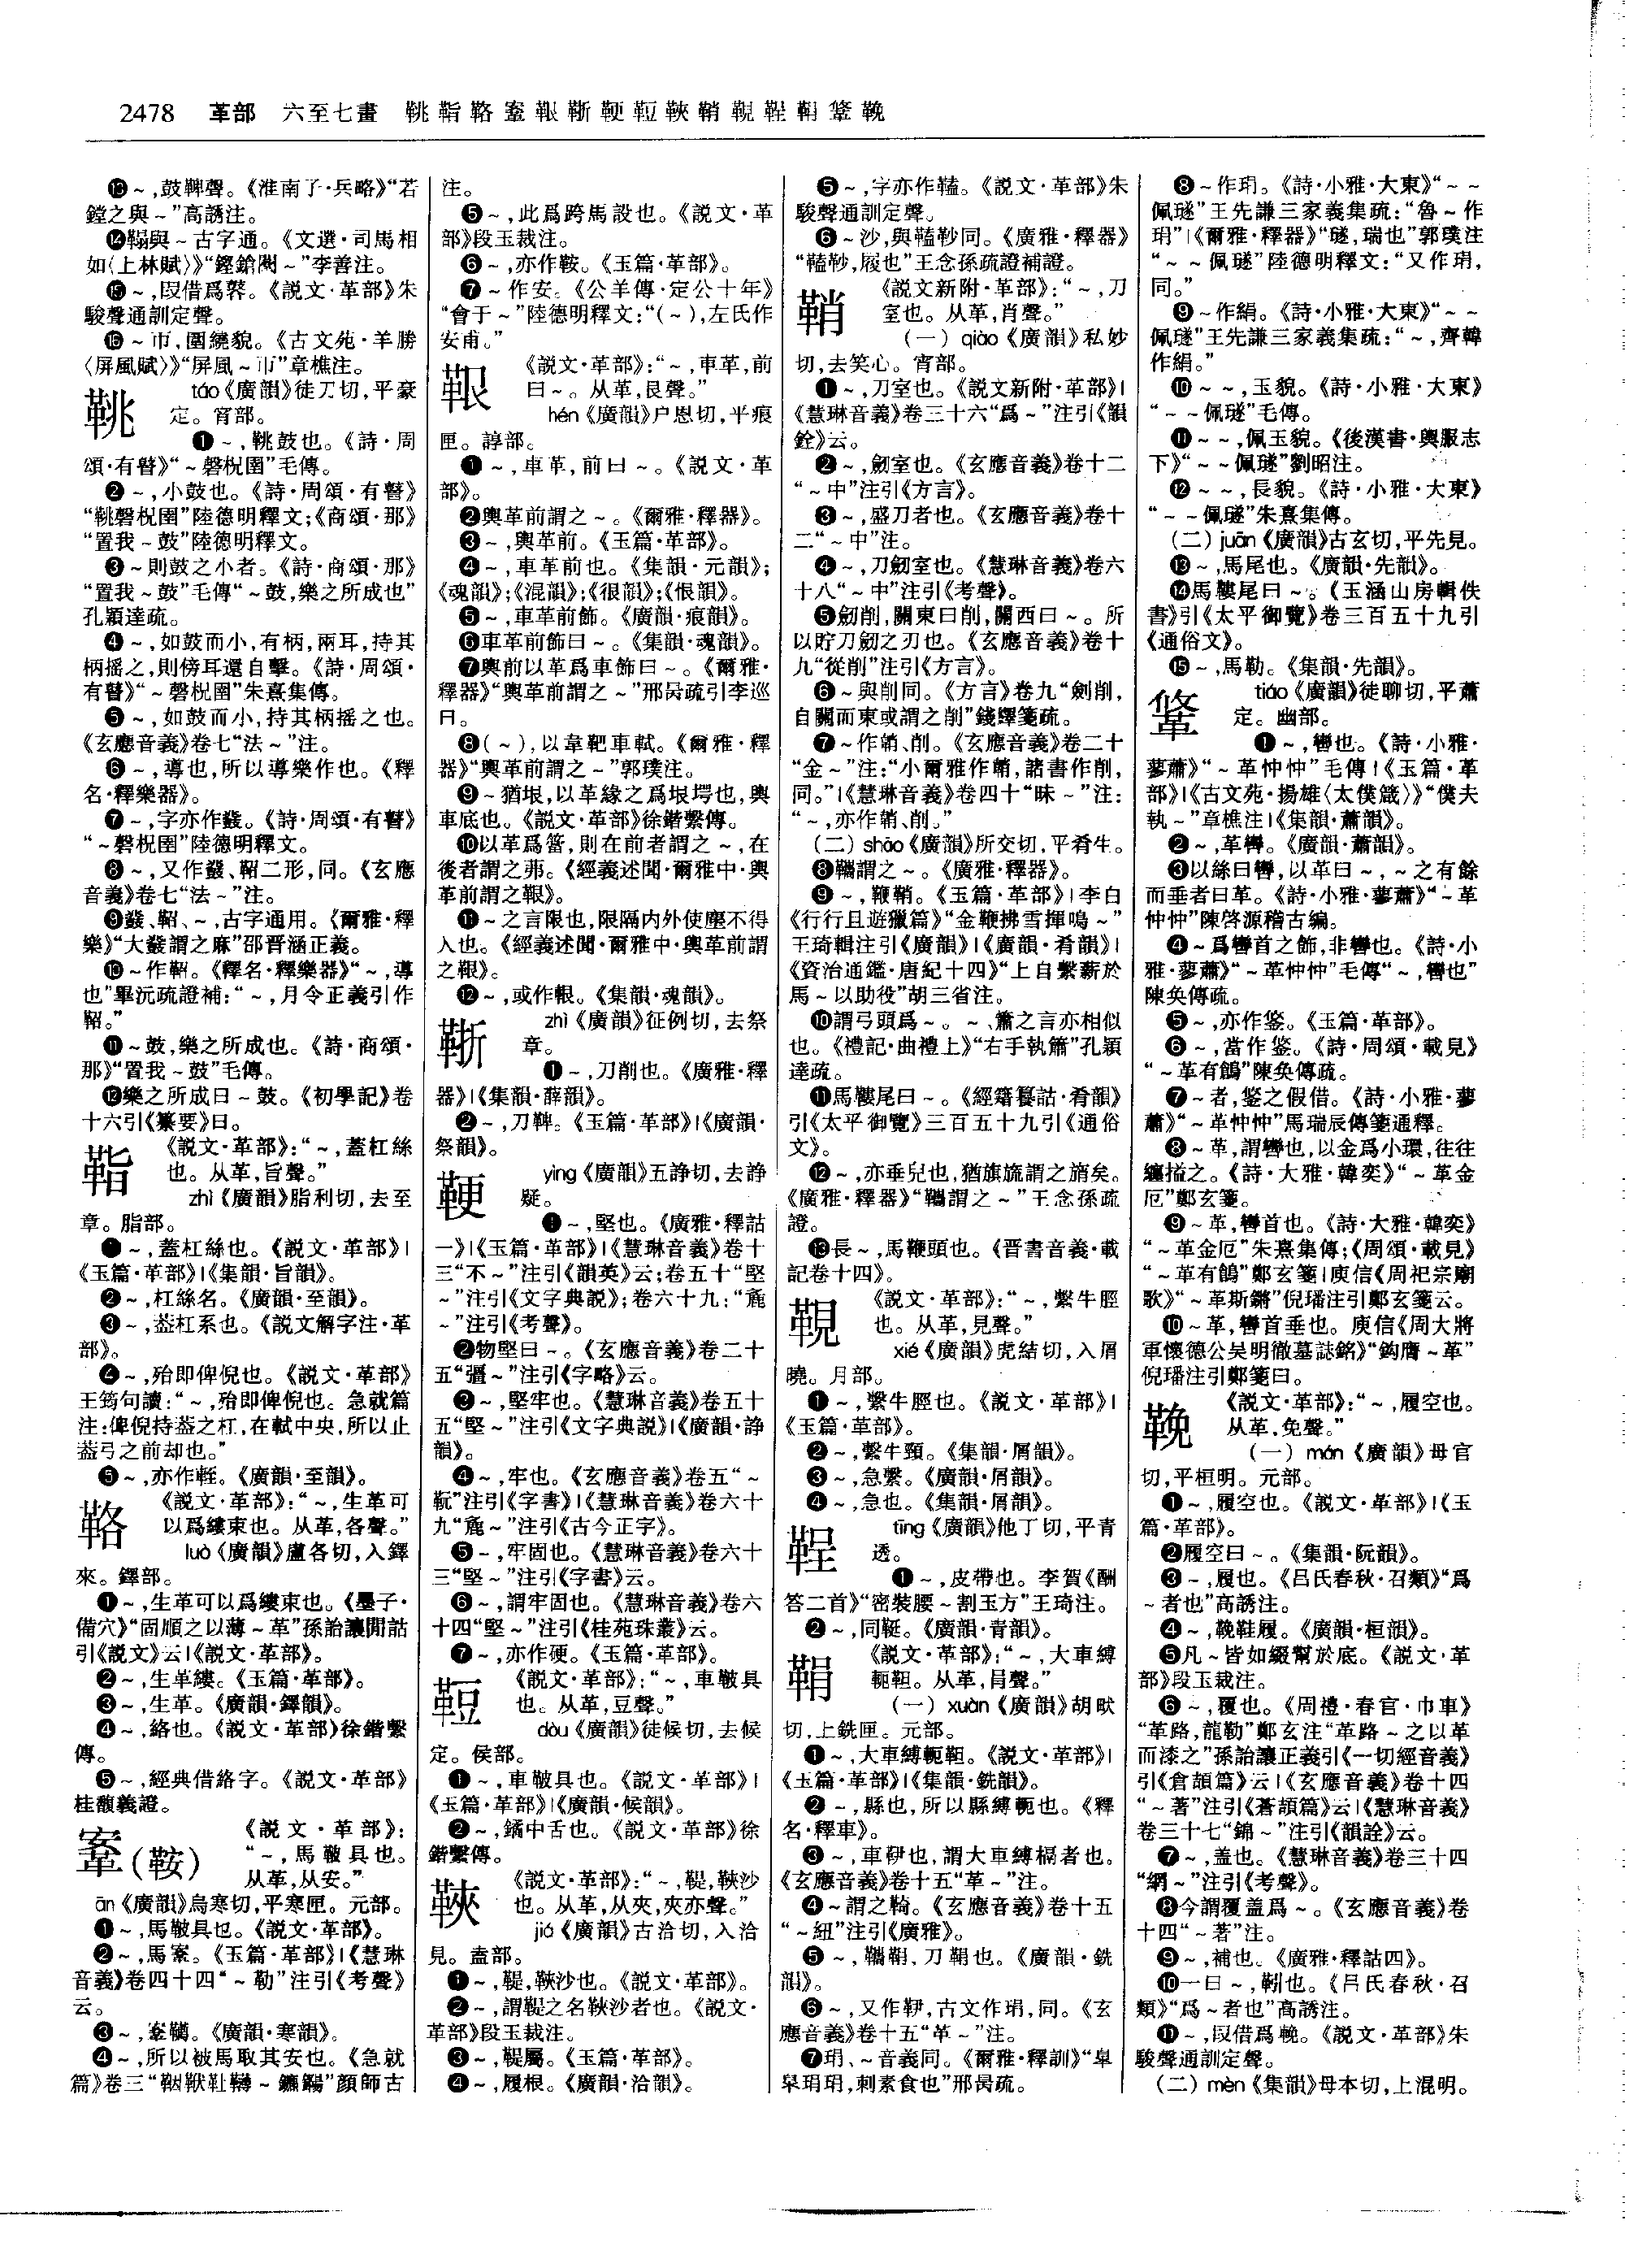 2478 革部 六至七畫 鞉䩢鞈鞌䩰䩢䩕䩠鞅鞘䩤鞓鞙鞗鞔
⓭～,鼓鞞聲。《淮南子·兵略》“若
鏜之與～”高誘注。
⓮鞈與～古字通。《文選·司馬相
如〈上林賦〉》“鏗鎗闛～”李善注。
⓯～,叚借爲䩗。《説文·革部》朱
駿聲通訓定聲。
⓰～帀,圍繞貌。《古文苑·羊勝
〈屏風賦〉》“屏風～帀”章樵注。
鞉
táo《廣韻》徒刀切,平豪
定。宵部。
❶～,鞉鼓也。《詩·周
頌·有瞽》“～磬柷圉”毛傳。
❷～,小鼓也。《詩·周頌·有瞽》
“鞉磬柷圉”陸德明釋文;《商頌·那》
“置我～鼓”陸德明釋文。
❸～則鼓之小者。《詩·商頌·那》
“置我～鼓”毛傳“～鼓,樂之所成也”
孔穎達疏。
❹～,如鼓而小,有柄,兩耳,持其
柄摇之,則傍耳還自擊。《詩·周頌·
有瞽》“～磬柷圉”朱熹集傳。
❺～,如鼓而小,持其柄摇之也。
《玄應音義》卷七“法～”注。
❻～,導也,所以導樂作也。《釋
名·釋樂器》。
❼～,字亦作鼗。《詩·周頌·有瞽》
“～磬柷圉”陸德明釋文。
❽～,又作鼗、鞀二形,同。《玄應
音義》卷七“法～”注。
❾鼗、鞀、～,古字通用。《爾雅·釋
樂》“大鼗謂之麻”邵晋涵正義。
❿～作鞀。《釋名·釋樂器》“～,導
也”畢沅疏證補:“～,月令正義引作
鞀。”
⓫～鼓,樂之所成也。《詩·商頌·
那》“置我～鼓”毛傳。
⓬樂之所成曰～鼓。《初學記》卷
十六引《纂要》曰。
《説文·革部》:“～,蓋杠絲
也。从革,旨聲。”
zhì《廣韻》脂利切,去至
章。脂部。
❶～,蓋杠絲也。《説文·革部》|
《玉篇·革部》|《集韻·旨韻》。
❷～,杠絲名。《廣韻·至韻》。
❸～,葢杠系也。《説文解字注·革
部》。
❹～,殆即俾倪也。《説文·革部》
王筠句讀:“～,殆即俾倪也。急就篇
注:俾倪持葢之杠,在軾中央,所以止
葢弓之前却也。”
❺～,亦作輊。《廣韻·至韻》。
䩞
《説文·革部》:“～,生革可
以爲縷束也。从革,各聲。”
luò《廣韻》盧各切,入鐸
來。鐸部。
❶～,生革可以爲縷束也。《墨子·
備穴》“固順之以薄～革”孫詒讓閒詁
引《説文》云|《説文·革部》。
❷～,生革縷。《玉篇·革部》。
❸～,生革。《廣韻·鐸韻》。
❹～,絡也。《説文·革部》徐鍇繫
傳。
❺～,經典借絡字。《説文·革部》
桂馥義證。
鞌(鞍)
《説文·革部》:
“～,馬鞁具也。
从革,从安。”
ān《廣韻》烏寒切,平寒匣。元部。
❶～,馬鞁具也。《説文·革部》。
❷～,馬鞌。《玉篇·革部》|《慧琳
音義》卷四十四“～勒”注引《考聲》
云。
❸～,鞌韉。《廣韻·寒韻》。
❹～,所以被馬取其安也。《急就
篇》卷三“鞇䩜～鑣鍚”顔師古
注。
❺～,此爲跨馬設也。《説文·革
部》段玉裁注。
❻～,亦作鞍。《玉篇·革部》。
❼～作安。《公羊傳·定公十年》
“會于～”陸德明釋文:“(～),左氏作
安甫。”
䩰
《説文·革部》:“～,車革,前
曰～。从革,艮聲。”
hén《廣韻》户恩切,平痕
匣。諄部。
❶～,車革,前曰～。《説文·革
部》。
❷輿革前謂之～。《爾雅·釋器》。
❸～,輿革前。《玉篇·革部》。
❹～,車革前也。《集韻·元韻》;
《魂韻》;《混韻》;《很韻》;《恨韻》。
❺～,車革前飾。《廣韻·痕韻》。
❻車革前飾曰～。《集韻·魂韻》。
❼輿前以革爲車飾曰～。《爾雅·
釋器》“輿革前謂之～”邢昺疏引李巡
曰。
❽(～),以韋靶車軾。《爾雅·釋
器》“輿革前謂之～”郭璞注。
❾～猶垠,以革緣之爲垠堮也,輿
車底也。《説文·革部》徐鍇繫傳。
❿以革爲簹,則在前者謂之～,在
後者謂之茀。《經義述聞·爾雅中·輿
革前謂之鞎》。
⓫～之言限也,限隔内外使塵不得
入也。《經義述聞·爾雅中·輿革前謂
之鞎》。
⓬～,或作軧。《集韻·魂韻》。
zhì《廣韻》征例切,去祭
章。
❶～,刀削也。《廣雅·釋
器》|《集韻·薛韻》。
❷～,刀鞞。《玉篇·革部》|《廣韻·
祭韻》。
鞕
yìng《廣韻》五諍切,去諍
疑。
❶～,堅也。《廣雅·釋詁
一》|《玉篇·革部》|《慧琳音義》卷十
三“不～”注引《韻英》云;卷五十“堅
～”注引《文字典説》;卷六十九:“麁
～”注引《考聲》。
❷物堅曰～。《玄應音義》卷二十
五“彊～”注引《字略》云。
❸～,堅牢也。《慧琳音義》卷五十
五“堅～”注引《文字典説》|《廣韻·諍
韻》。
❹～,牢也。《玄應音義》卷五“～
翫”注引《字書》|《慧琳音義》卷六十
九“麁～”注引《古今正字》。
❺～,牢固也。《慧琳音義》卷六十
三“堅～”注引《字書》云。
❻～,謂牢固也。《慧琳音義》卷六
十四“堅～”注引《桂苑珠叢》云。
❼～,亦作硬。《玉篇·革部》。
《説文·革部》:“～,車鞁具
也。从革,豆聲。”
dòu《廣韻》徒候切,去候
定。侯部。
❶～,車鞁具也。《説文·革部》|
《玉篇·革部》|《廣韻·候韻》。
❷～,鐍中舌也。《説文·革部》徐
鍇繫傳。
《説文·革部》:“～,鞮,鞅沙
也。从革,从夾,夾亦聲。”
jiá《廣韻》古洽切,入洽
見。盍部。
❶～,鞮,鞅沙也。《説文·革部》。
❷～,謂鞮之名鞅沙者也。《説文·
革部》段玉裁注。
❸～,鞮屬。《玉篇·革部》。
❹～,履根。《廣韻·洽韻》。
❺～,字亦作鞳。《説文·革部》朱
駿聲通訓定聲。
❻～沙,與䩡同。《廣雅·釋器》
“履也”王念孫疏證補證。
鞘
《説文新附·革部》:“～,刀
室也。从革,肖聲。”
(一) qiào《廣韻》私妙
切,去笑心。宵部。
❶～,刀室也。《説文新附·革部》|
《慧琳音義》卷三十六“爲～”注引《韻
銓》云。
❷～,劒室也。《玄應音義》卷十二
“～中”注引《方言》。
❸～,盛刀者也。《玄應音義》卷十
二“～中”注。
❹～,刀劒室也。《慧琳音義》卷六
十八“～中”注引《考聲》。
❺劒削,關東曰削,關西曰～。所
以貯刀劒之刃也。《玄應音義》卷十
九“從削”注引《方言》。
❻～與削同。《方言》卷九“劍削,
自關而東或謂之削”錢繹箋疏。
❼～作韒、削。《玄應音義》卷二十
“金～”注:“小爾雅作韒,諸書作削,
同。”|《慧琳音義》卷四十“昧～”注:
“～,亦作韒、削。”
(二) shāo《廣韻》所交切,平肴生。
❽䪎謂之～。《廣雅·釋器》。
❾～,鞭鞘。《玉篇·革部》|李白
《行行且遊獵篇》“金鞭拂雪揮鳴～”
王琦輯注引《廣韻》|《廣韻·肴韻》|
《資治通鑑·唐紀十四》“上自繫薪於
馬～以助役”胡三省注。
❿謂弓頭爲～。～、簫之言亦相似
也。《禮記·曲禮上》“右手執簫”孔穎
達疏。
⓫馬鞻尾曰～。《經籍籑詁·肴韻》
引《太平御覽》三百五十九引《通俗
文》。
⓬～,亦垂皃也,猶旗旒謂之旓矣。
《廣雅·釋器》“䪎謂之～”王念孫疏
證。
⓭長～,馬鞭頭也。《晋書音義·載
記卷十四》。
《説文·革部》:“～,繫牛脛
也。从革,見聲。”
xié《廣韻》虎結切,入屑
曉。月部。
❶～,繫牛脛也。《説文·革部》|
《玉篇·革部》。
❷～,繫牛頸。《集韻·屑韻》。
❸～,急繫。《廣韻·屑韻》。
❹～,急也。《集韻·屑韻》。
鞓
tīng《廣韻》他丁切,平青
透。
❶～,皮帶也。李賀《酬
答二首》“密裝腰～割玉方”王琦注。
❷～,同鞕。《廣韻·青韻》。
鞙
《説文·革部》:“～,大車縛
軶靼。从革,肙聲。”
(一) xuàn《廣韻》胡畎
切,上銑匣。元部。
❶～,大車縛軶靼。《説文·革部》|
《玉篇·革部》|《集韻·銑韻》。
❷～,縣也,所以縣縛軛也。《釋
名·釋車》。
❸～,車䩑也,謂大車縛槅者也。
《玄應音義》卷十五“革～”注。
❹～謂之䩭。《玄應音義》卷十五
“～紐”注引《廣雅》。
❺～,䪎鞙,刀鞙也。《廣韻·銑
韻》。
❻～,又作䩑,古文作琄,同。《玄
應音義》卷十五“革～”注。
❼琄、～音義同。《爾雅·釋訓》“皐
皐琄琄,刺素食也”邢昺疏。
❽～作琄。《詩·小雅·大東》“～～
佩璲”王先謙三家義集疏:“魯～作
琄”|《爾雅·釋器》“璲,瑞也”郭璞注
“～～佩璲”陸德明釋文:“又作琄,
同。”
❾～作絹。《詩·小雅·大東》“～～
佩璲”王先謙三家義集疏:“～,齊韓
作絹。”
❿～～,玉貌。《詩·小雅·大東》
“～～佩璲”毛傳。
⓫～～,佩玉貌。《後漢書·輿服志
下》“～～佩璲”劉昭注。
⓬～～,長貌。《詩·小雅·大東》
“～～佩璲”朱熹集傳。
(二) juān《廣韻》古玄切,平先見。
⓭～,馬尾也。《廣韻·先韻》。
⓮馬鞻尾曰～。《玉涵山房輯佚
書》引《太平御覽》卷三百五十九引
《通俗文》。
⓯～,馬勒。《集韻·先韻》。
鞗
tiáo《廣韻》徒聊切,平蕭
定。幽部。
❶～,轡也。《詩·小雅·
蓼蕭》“～革忡忡”毛傳|《玉篇·革
部》|《古文苑·揚雄〈太僕箴〉》“僕夫
執～”章樵注|《集韻·蕭韻》。
❷～,革轡。《廣韻·蕭韻》。
❸以絲曰轡,以革曰～,～之有餘
而垂者曰革。《詩·小雅·蓼蕭》“～革
忡忡”陳啓源稽古編。
❹～爲轡首之飾,非轡也。《詩·小
雅·蓼蕭》“～革忡忡”毛傳“～,轡也”
陳奂傳疏。
❺～,亦作鋚。《玉篇·革部》。
❻～,當作鋚。《詩·周頌·載見》
“～革有鶬”陳奂傳疏。
❼～者,鋚之假借。《詩·小雅·蓼
蕭》“～革忡忡”馬瑞辰傳箋通釋。
❽～革,謂轡也,以金爲小環,往往
纏搤之。《詩·大雅·韓奕》“～革金
厄”鄭玄箋。
❾～革,轡首也。《詩·大雅·韓奕》
“～革金厄”朱熹集傳;《周頌·載見》
“～革有鶬”鄭玄箋|庾信《周祀宗廟
歌》“～革斯鏘”倪璠注引鄭玄箋云。
❿～革,轡首垂也。庾信《周大將
軍懷德公吴明徹墓誌銘》“鉤膺～革”
倪璠注引鄭箋曰。
鞔
《説文·革部》:“～,履空也。
从革,免聲。”
(一) mán《廣韻》母官
切,平桓明。元部。
❶～,履空也。《説文·革部》|《玉
篇·革部》。
❷履空曰～。《集韻·阮韻》。
❸～,履也。《吕氏春秋·召類》“爲
～者也”高誘注。
❹～,鞔鞋履。《廣韻·桓韻》。
❺凡～皆如綴幫於底。《説文·革
部》段玉裁注。
❻～,覆也。《周禮·春官·巾車》
“革路,龍勒”鄭玄注“革路～之以革
而漆之”孫詒讓正義引《一切經音義》
引《倉頡篇》云|《玄應音義》卷十四
“～著”注引《蒼頡篇》云|《慧琳音義》
卷三十七“錦～”注引《韻詮》云。
❼～,盖也。《慧琳音義》卷三十四
“網～”注引《考聲》。
❽今謂覆盖爲～。《玄應音義》卷
十四“～著”注。
❾～,補也。《廣雅·釋詁四》。
❿一曰～,靷也。《吕氏春秋·召
類》“爲～者也”高誘注。
⓫～,叚借爲輓。《説文·革部》朱
駿聲通訓定聲。
(二) mèn《集韻》母本切,上混明。